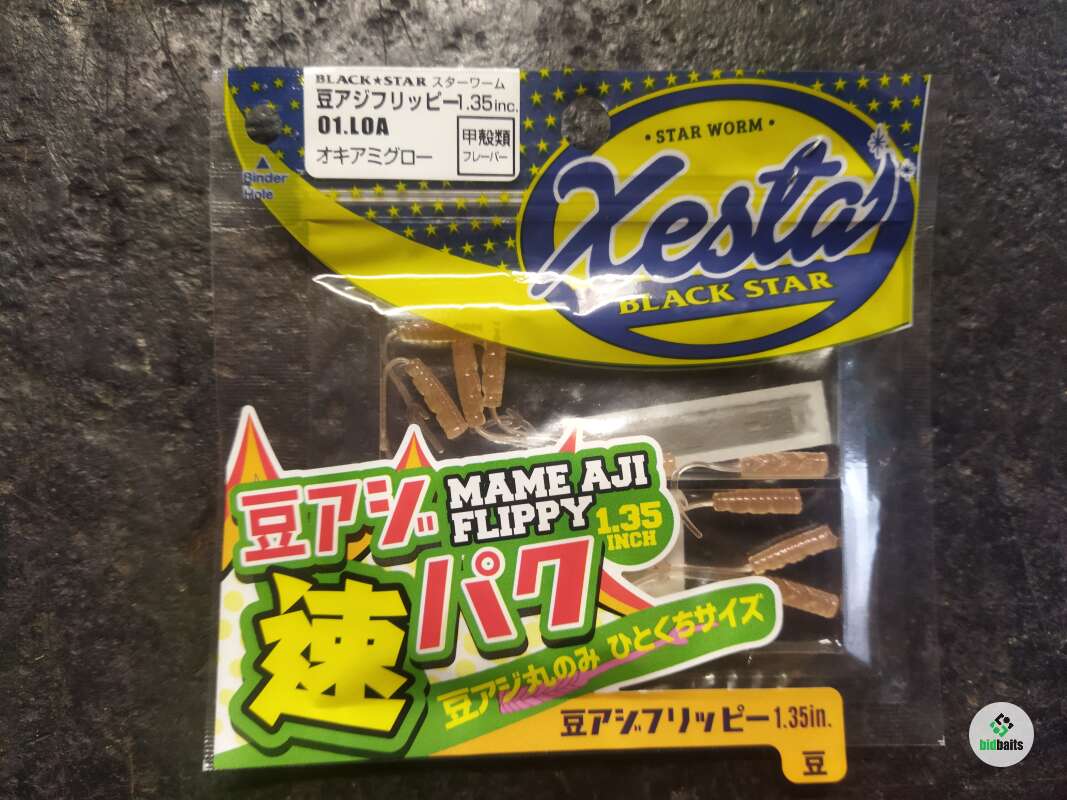 BLACK★STAR スターワーム
豆アジフリッピー1.35inc.
01.LOA
オキアミグロー
甲殻類
フレーバー
Binder
Hole
• STAR WORM •
Xesta
BLACK STAR
豆アジ
MAME AJI
FLIPPY
1.35
INCH
速パク
豆アジ丸のみ ひとくちサイズ
豆アジフリッピー1.35in.
豆
bidbaits